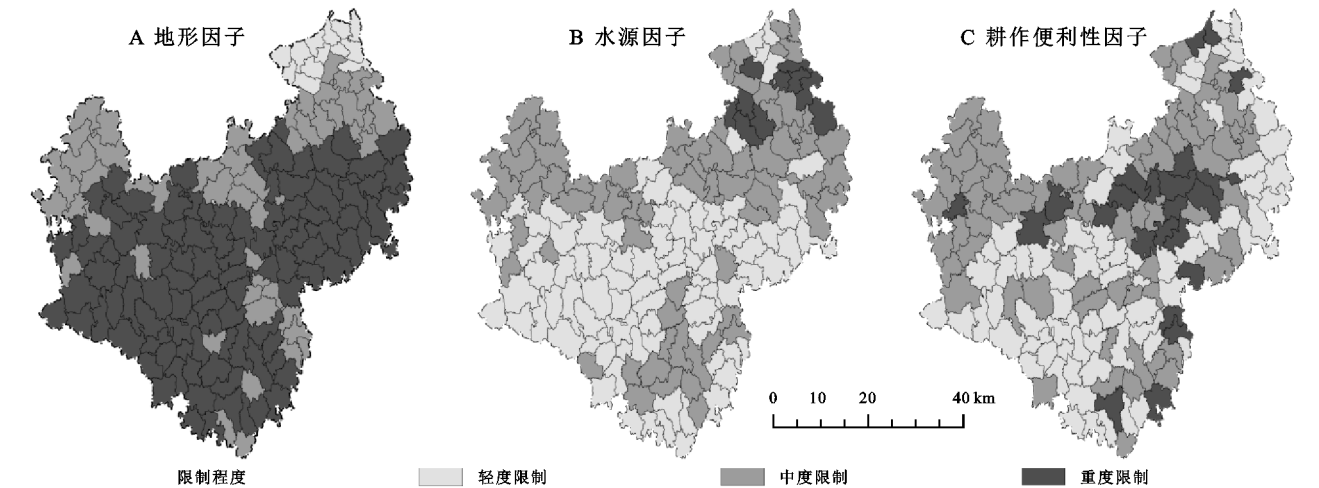 A 地形因子
B 水源因子
C 耕作便利性因子
0 10 20 40 km
限制程度 轻度限制 中度限制 重度限制